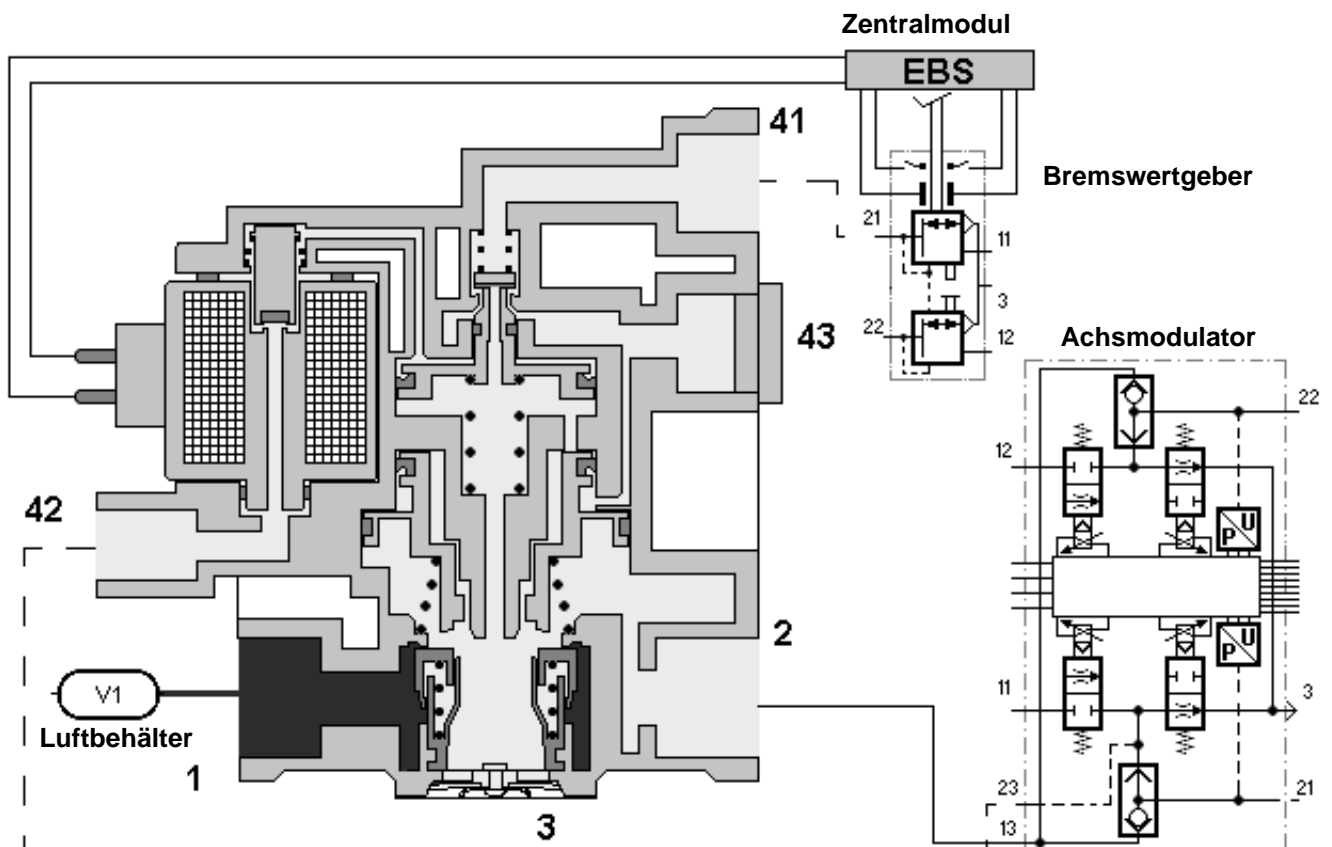 Zentralmodul
EBS
41
Bremswertgeber
21
11
3
43
22
12
Achsmodulator
22
12
42
U
P
2
V1
U
P
11
3
Luftbehälter
1
23
21
3
13